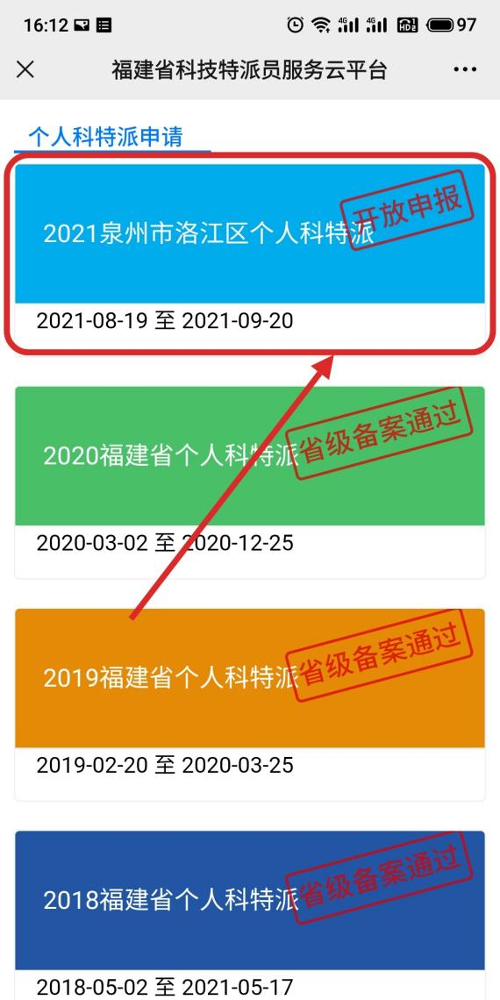 16:12 4G 4G HD 1 2 97
福建省科技特派员服务云平台
个人科特派申请
开放申报
2021泉州市洛江区个人科特派
2021-08-19 至 2021-09-20
省级备案通过
2020福建省个人科特派
2020-03-02 至 2020-12-25
省级备案通过
2019福建省个人科特派
2019-02-20 至 2020-03-25
省级备案通过
2018福建省个人科特派
2018-05-02 至 2021-05-17